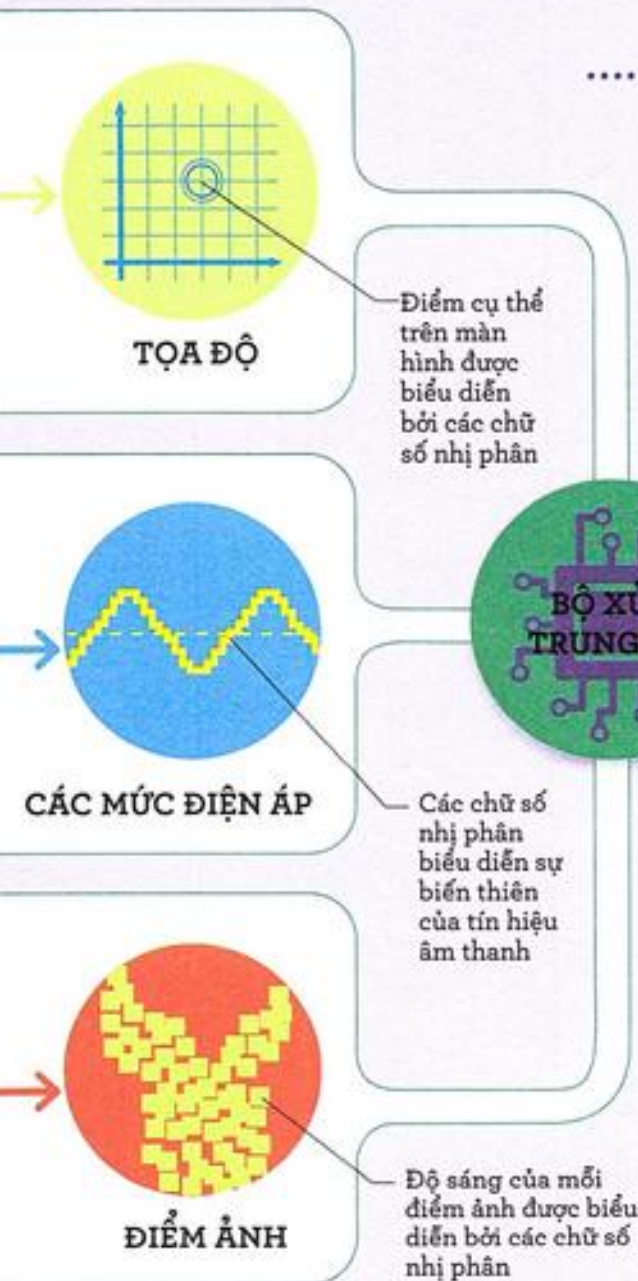 Điểm cụ thể
trên màn
hình được
biểu diễn
bởi các chữ
số nhị phân
TỌA ĐỘ
BỘ
TRUNG
CÁC MỨC ĐIỆN ÁP
Các chữ số
nhị phân
biểu diễn sự
biến thiên
của tín hiệu
âm thanh
Độ sáng của mỗi
điểm ảnh được biểu
diễn bởi các chữ số
nhị phân
ĐIỂM ẢNH